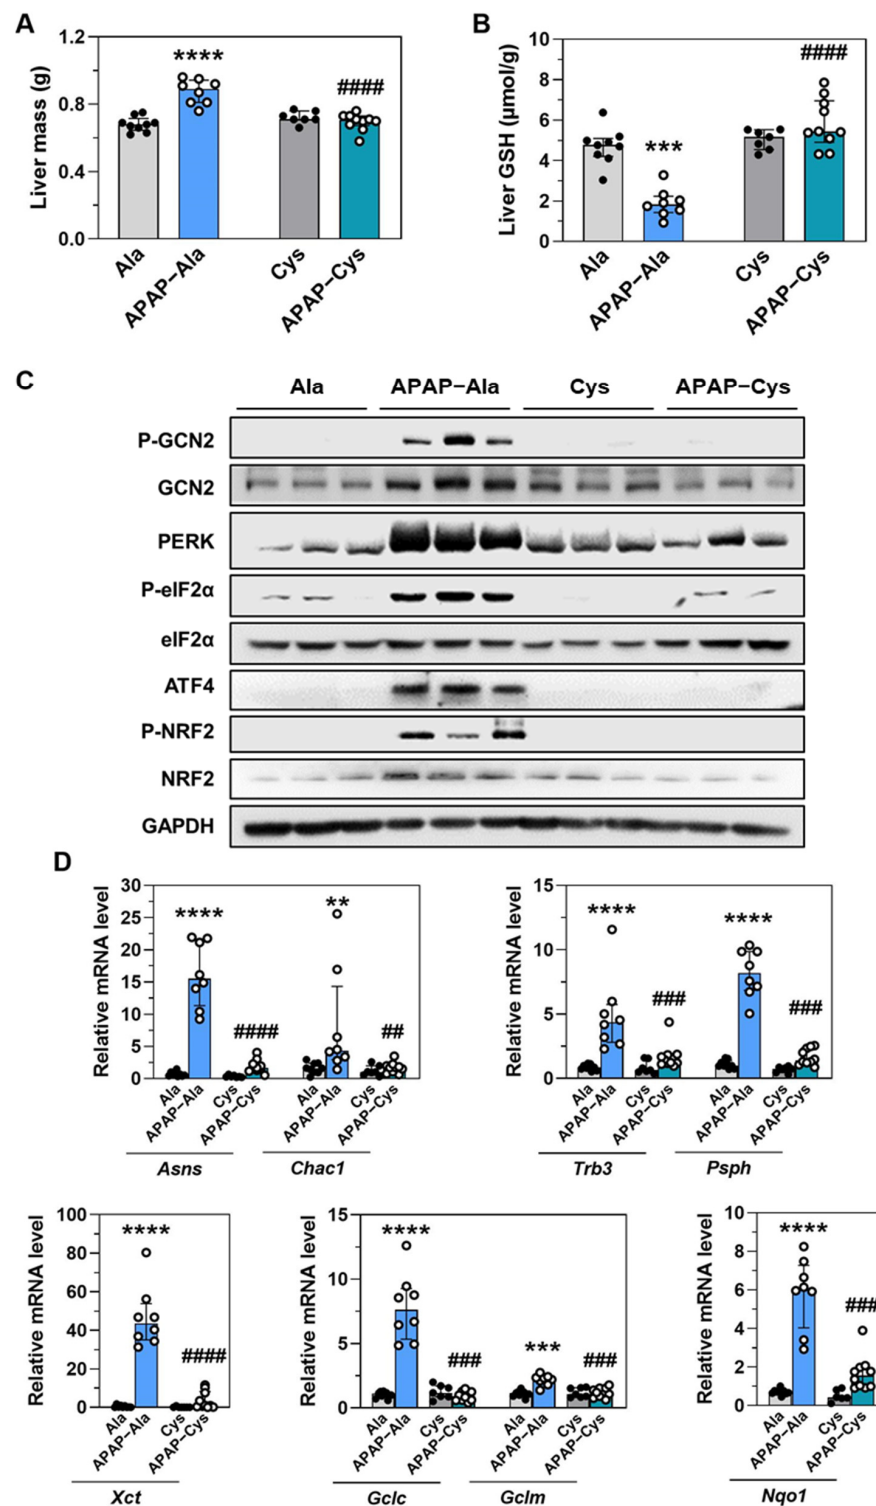 A
B
1.2
0.8
0.4
0.0
Liver mass (g)
****
####
Ala
APAP–Ala
Cys
APAP–Cys
10
8
6
4
2
0
Liver GSH (µmol/g)
***
####
Ala
APAP–Ala
Cys
APAP–Cys
C
Ala APAP–Ala Cys APAP–Cys
P-GCN2
GCN2
PERK
P-eIF2α
eIF2α
ATF4
P-NRF2
NRF2
GAPDH
D
Relative mRNA level
30
25
20
15
10
5
0
****
####
**
##
Ala
APAP–Ala
Cys
APAP–Cys
Ala
APAP–Ala
Cys
APAP–Cys
Asns Chac1
Relative mRNA level
15
10
5
0
****
###
****
###
Ala
APAP–Ala
Cys
APAP–Cys
Ala
APAP–Ala
Cys
APAP–Cys
Trb3 Psph
Relative mRNA level
100
80
60
40
20
0
****
####
Ala
APAP–Ala
Cys
APAP–Cys
Xct
Relative mRNA level
15
10
5
0
****
###
***
###
Ala
APAP–Ala
Cys
APAP–Cys
Ala
APAP–Ala
Cys
APAP–Cys
Gclc Gclm
Relative mRNA level
10
8
6
4
2
0
****
###
Ala
APAP–Ala
Cys
APAP–Cys
Nqo1